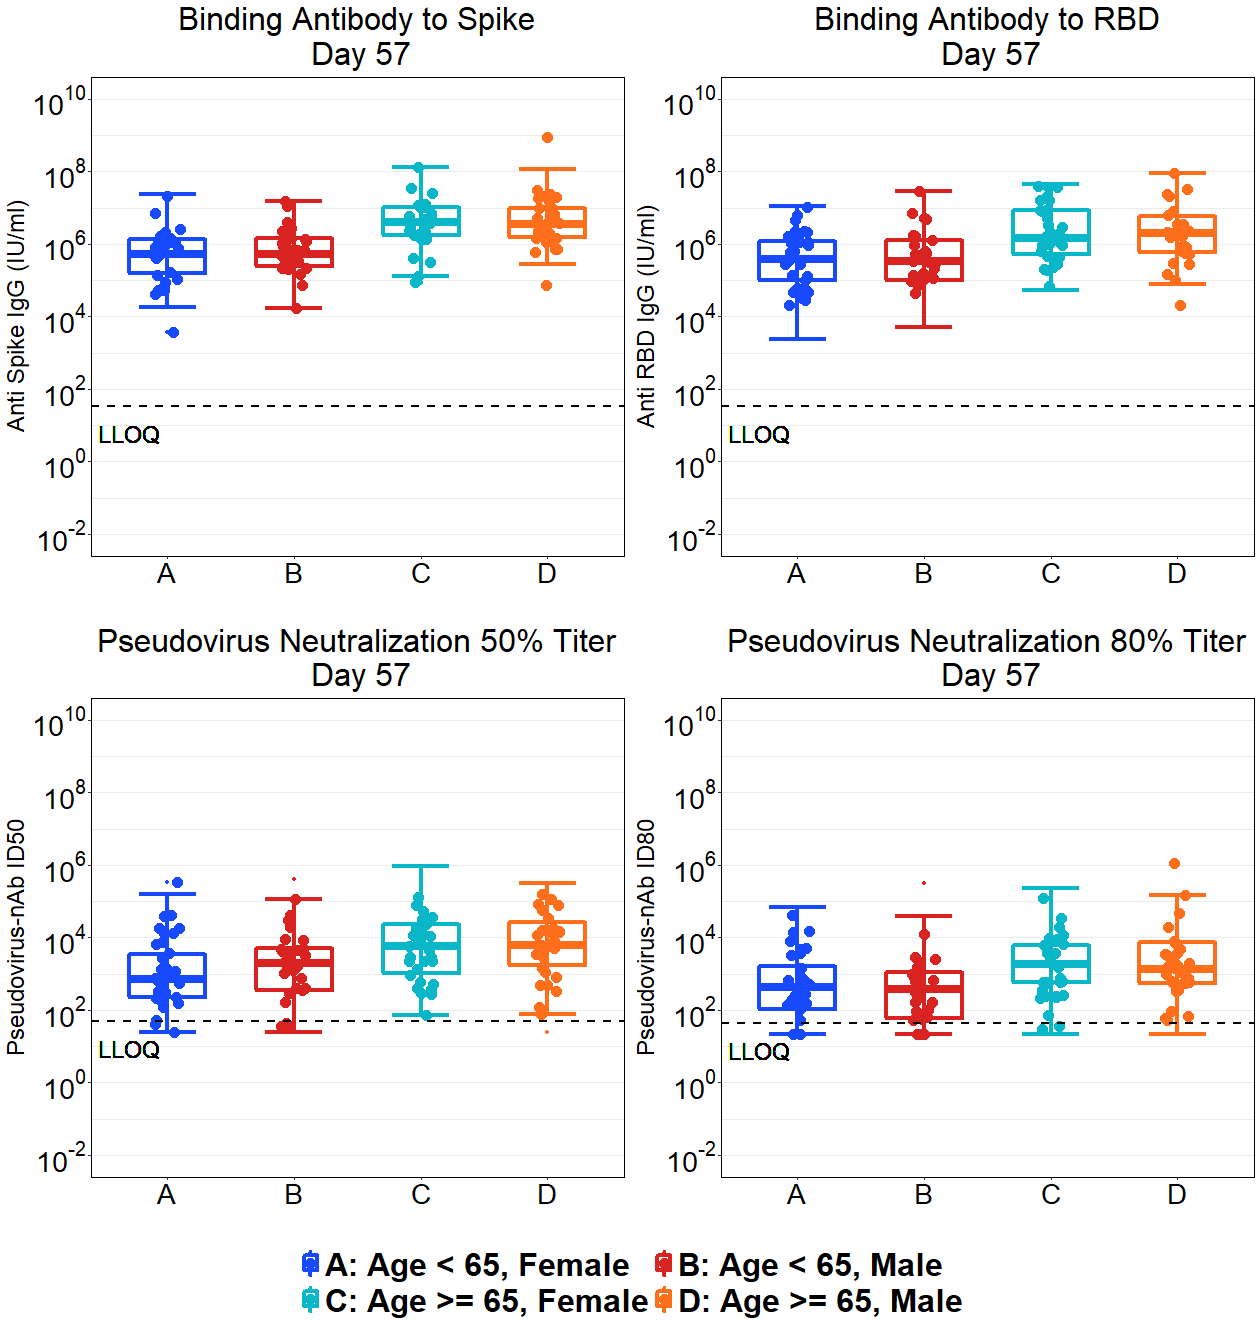 Binding Antibody to Spike
Day 57
Anti Spike IgG (IU/ml)
10^10
10^8
10^6
10^4
10^2
10^0
10^-2
LLOQ
A B C D
Binding Antibody to RBD
Day 57
Anti RBD IgG (IU/ml)
10^10
10^8
10^6
10^4
10^2
10^0
10^-2
LLOQ
A B C D
Pseudovirus Neutralization 50% Titer
Day 57
Pseudovirus-nAb ID50
10^10
10^8
10^6
10^4
10^2
10^0
10^-2
LLOQ
A B C D
Pseudovirus Neutralization 80% Titer
Day 57
Pseudovirus-nAb ID80
10^10
10^8
10^6
10^4
10^2
10^0
10^-2
LLOQ
A B C D
A: Age < 65, Female B: Age < 65, Male
C: Age >= 65, Female D: Age >= 65, Male